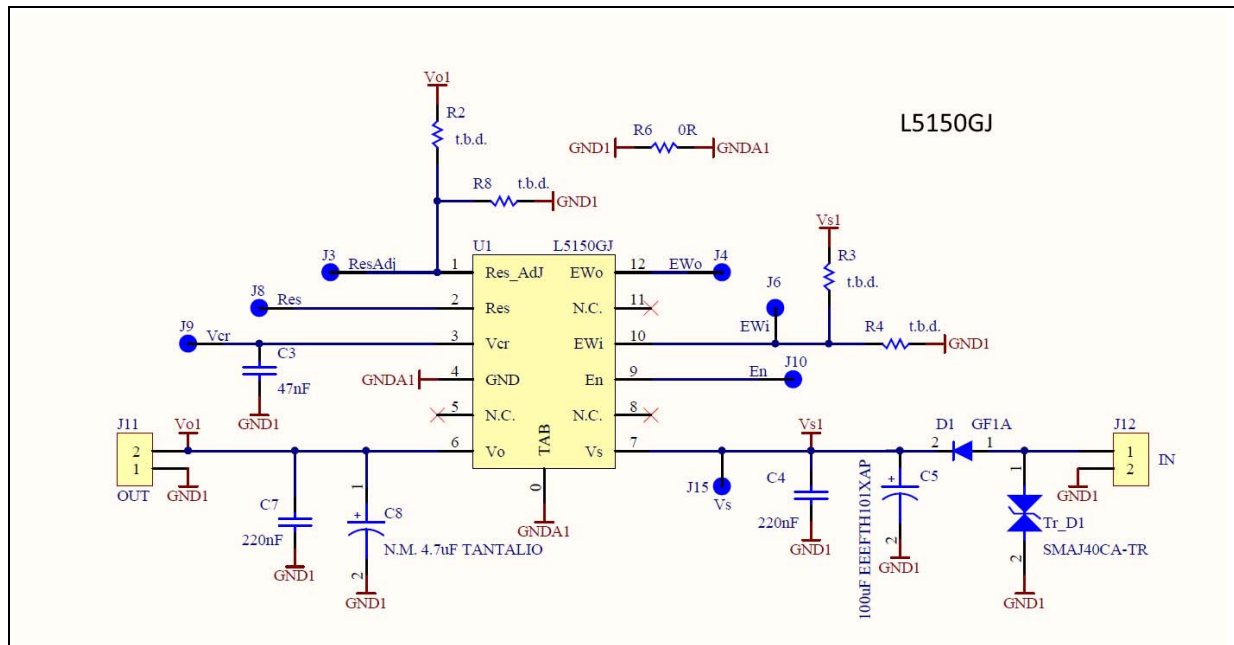 Vo1
R2
t.b.d.
R6 0R
GND1 GNDA1
L5150GJ
R8 t.b.d.
GND1
Vs1
R3
t.b.d.
U1 L5150GJ
J3 ResAdj 1 Res_AdJ EWo 12 EWo J4
J8 Res 2 Res N.C. 11
J6
EWi
J9 Vcr 3 Vcr EWi 10 R4 t.b.d. GND1
C3
47nF
GND1
GNDA1 4 GND En 9 En J10
5 N.C. N.C. 8
J11
2
1
OUT
Vo1
GND1
6 Vo TAB Vs 7
0
GNDA1
C7
220nF
GND1
1
+
C8
N.M. 4.7uF TANTALIO
2
GND1
J15
Vs
Vs1
C4
220nF
GND1
+
C5
100uF EEEFTH101XAP
2
GND1
D1 GF1A
2 1
1
Tr_D1
SMAJ40CA-TR
2
GND1
J12
1
2
IN
GND1